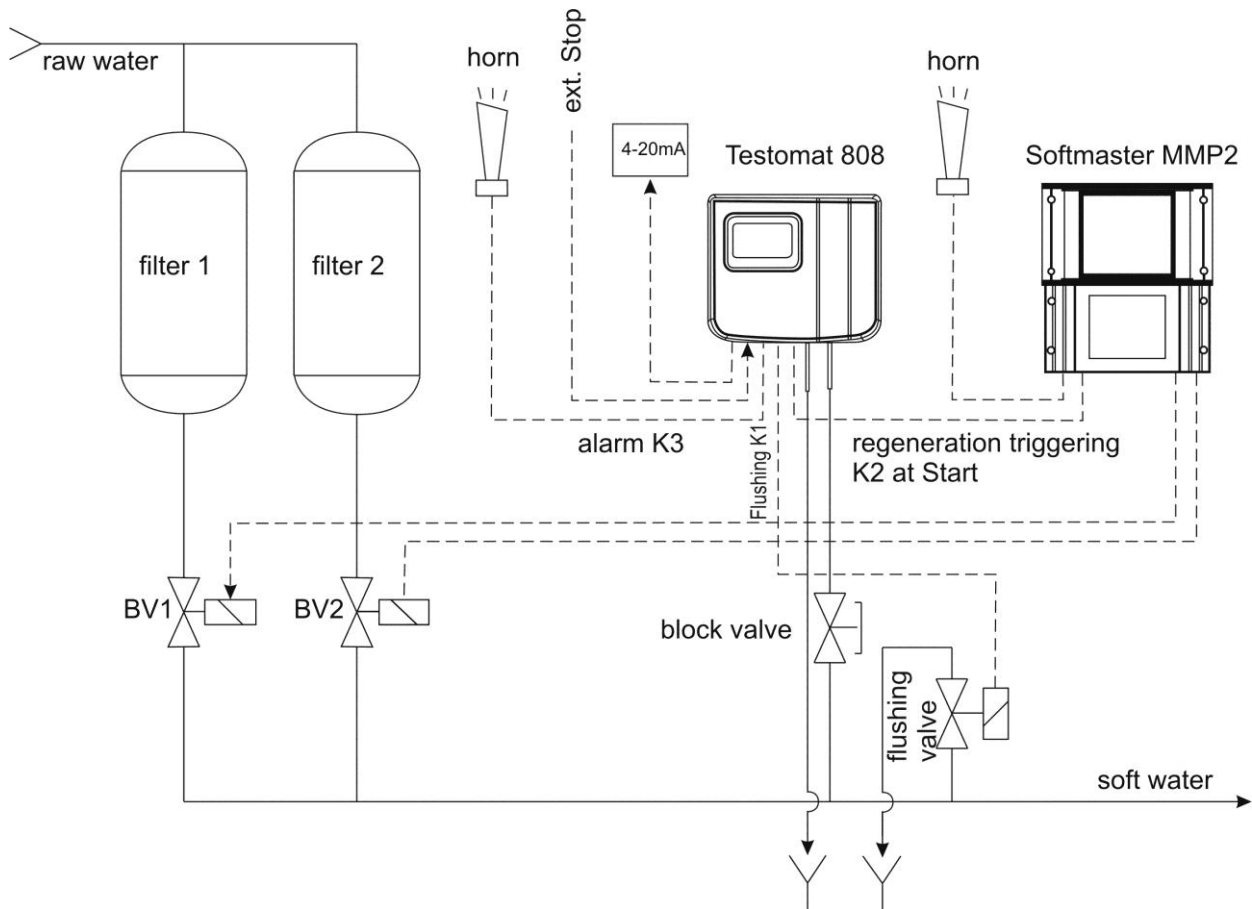 raw water
horn
ext. Stop
horn
4-20mA
Testomat 808
Softmaster MMP2
filter 1
filter 2
alarm K3
Flushing K1
regeneration triggering
K2 at Start
BV1
BV2
block valve
flushing
valve
soft water